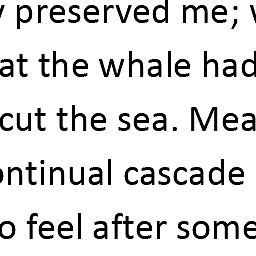 y preserved me; w
at the whale had
cut the sea. Mea
ontinual cascade
o feel after some